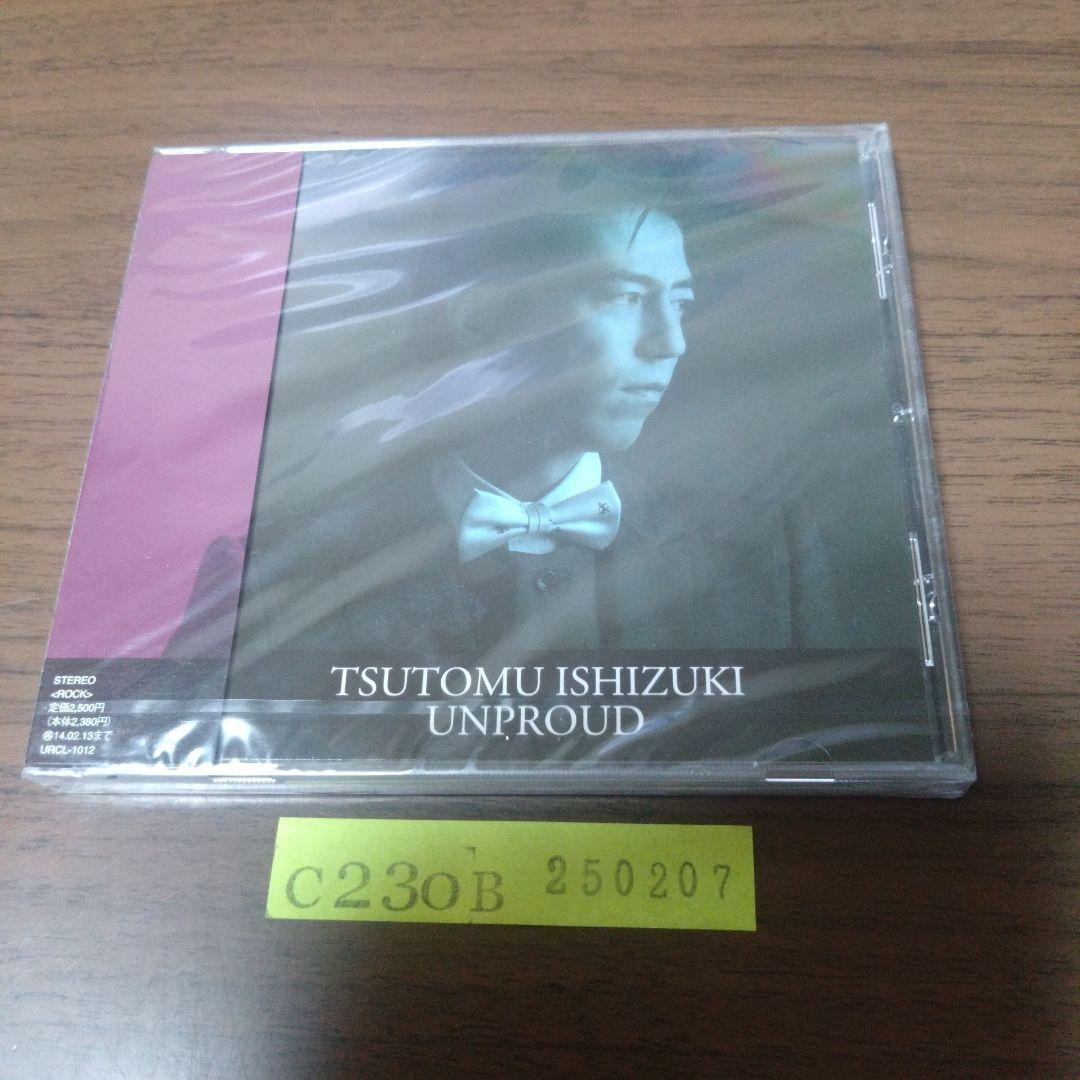 TSUTOMU ISHIZUKI
UNPROUD
STEREO
<ROCK>
定価2,500円
(本体2,380円)
㋐14.02.13まで
URCL-1012
C230B 250207